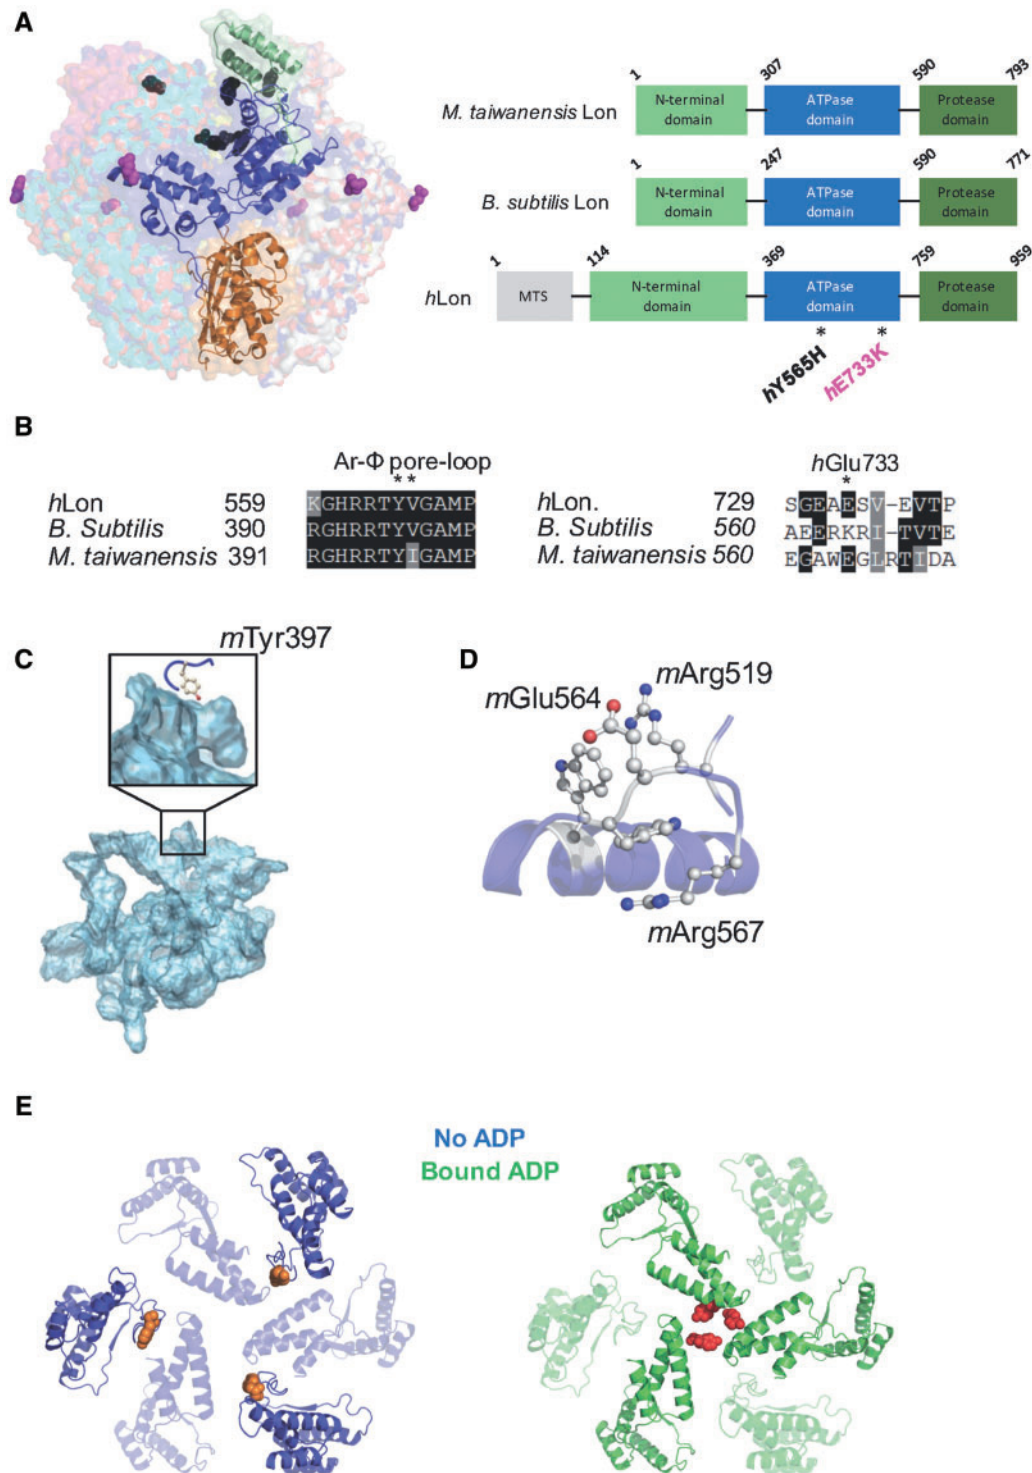 A
1 307 590 793
M. taiwanensis Lon
N-terminal domain
ATPase domain
Protease domain
1 247 590 771
B. subtilis Lon
N-terminal domain
ATPase domain
Protease domain
1 114 369 759 959
hLon
MTS
N-terminal domain
ATPase domain
Protease domain
* *
hY565H hE733K
B
Ar-Φ pore-loop
**
hLon 559 KGHRRTYVGAMP
B. Subtilis 390 RGHRRTYVGAMP
M. taiwanensis 391 RGHRRTYIGAMP
hGlu733
*
hLon. 729 SGEAESV-EVTP
B. Subtilis 560 AEERKRI-TVTE
M. taiwanensis 560 EGAWEGLRTIDA
C
mTyr397
D
mArg519
mGlu564
mArg567
E
No ADP
Bound ADP